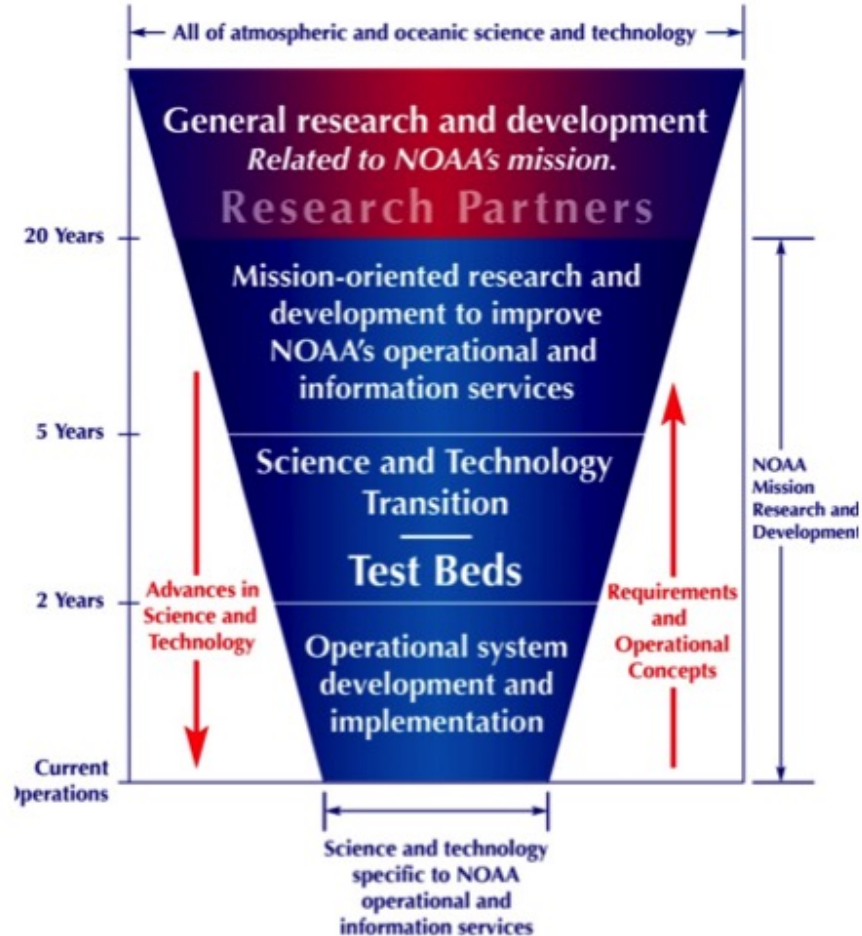 All of atmospheric and oceanic science and technology
General research and development
Related to NOAA's mission.
Research Partners
20 Years
Mission-oriented research and
development to improve
NOAA's operational and
information services
5 Years
Science and Technology
Transition
Test Beds
2 Years
Advances in
Science and
Technology
Requirements
and
Operational
Concepts
NOAA
Mission
Research and
Development
Operational system
development and
implementation
Current
Operations
Science and technology
specific to NOAA
operational and
information services